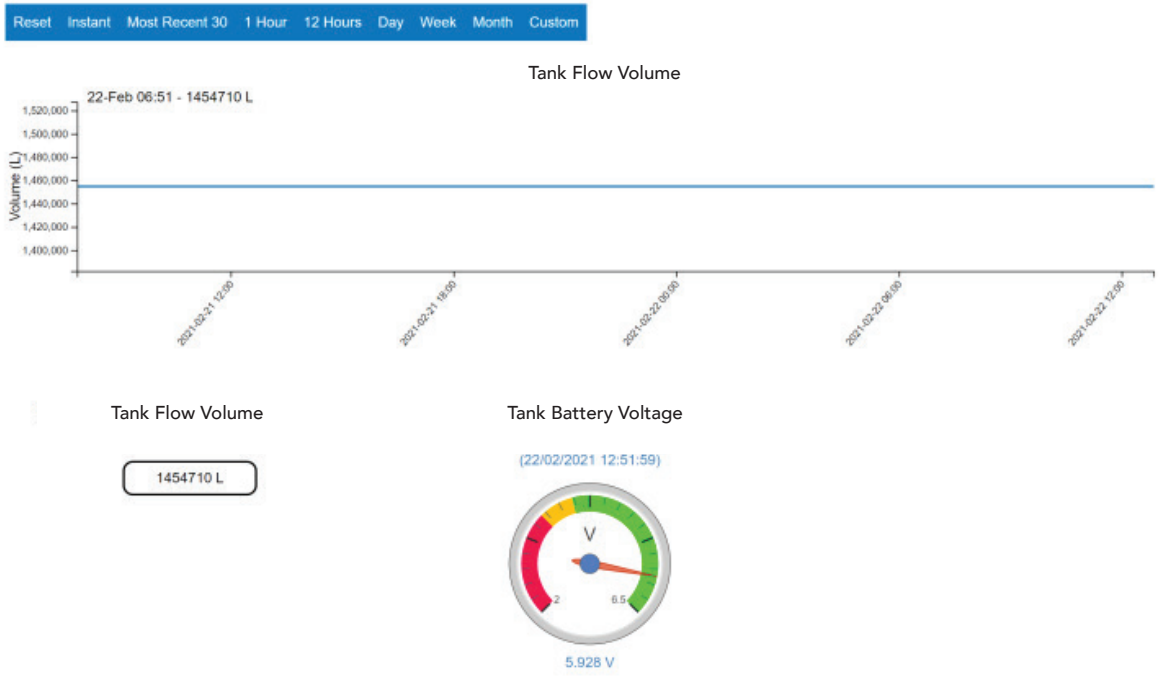 Reset Instant Most Recent 30 1 Hour 12 Hours Day Week Month Custom
Tank Flow Volume
22-Feb 06:51 - 1454710 L
Volume (L)
1,520,000
1,500,000
1,480,000
1,460,000
1,440,000
1,420,000
1,400,000
2021-02-21 12:00
2021-02-21 18:00
2021-02-22 00:00
2021-02-22 06:00
2021-02-22 12:00
Tank Flow Volume
1454710 L
Tank Battery Voltage
(22/02/2021 12:51:59)
V
2
6.5
5.928 V